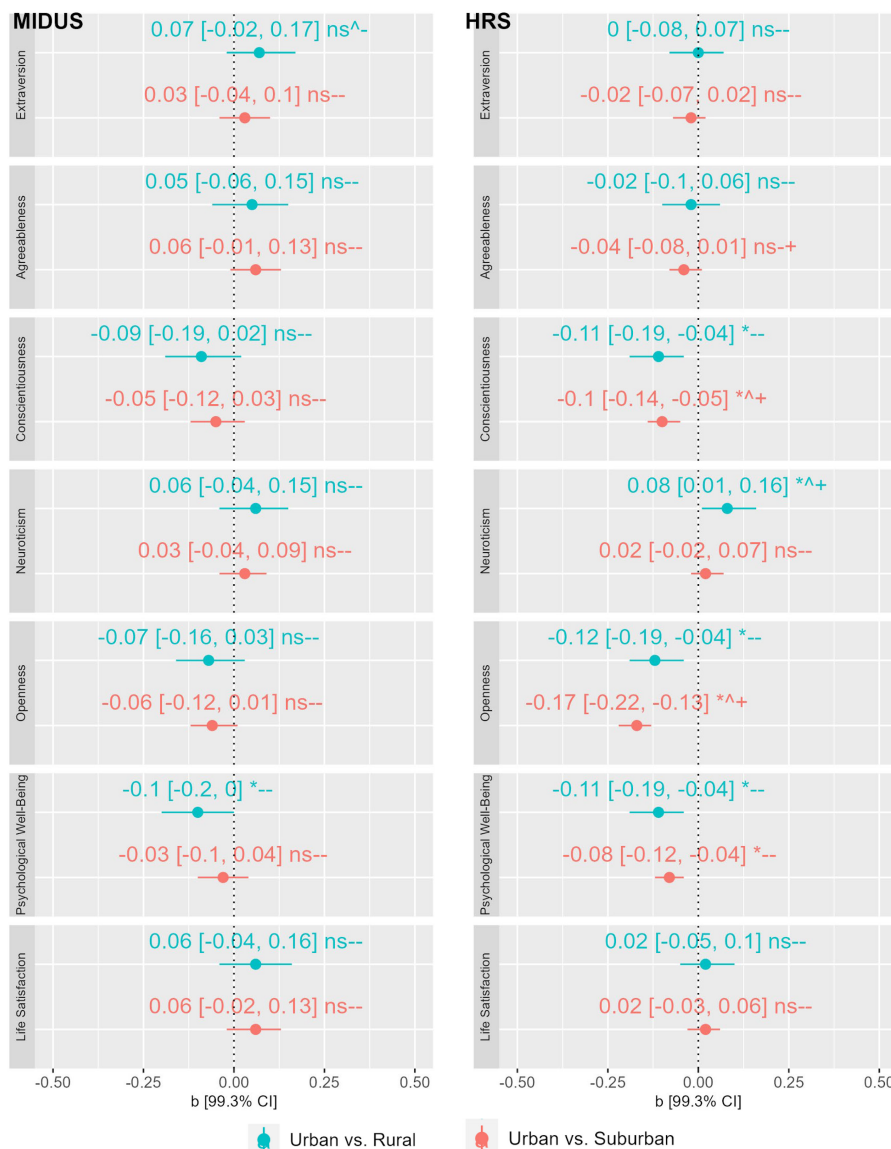 MIDUS
Extraversion
0.07 [-0.02, 0.17] ns^-
0.03 [-0.04, 0.1] ns--
Agreeableness
0.05 [-0.06, 0.15] ns--
0.06 [-0.01, 0.13] ns--
Conscientiousness
-0.09 [-0.19, 0.02] ns--
-0.05 [-0.12, 0.03] ns--
Neuroticism
0.06 [-0.04, 0.15] ns--
0.03 [-0.04, 0.09] ns--
Openness
-0.07 [-0.16, 0.03] ns--
-0.06 [-0.12, 0.01] ns--
Psychological Well-Being
-0.1 [-0.2, 0] *--
-0.03 [-0.1, 0.04] ns--
Life Satisfaction
0.06 [-0.04, 0.16] ns--
0.06 [-0.02, 0.13] ns--
-0.50 -0.25 0.00 0.25 0.50
b [99.3% CI]
HRS
Extraversion
0 [-0.08, 0.07] ns--
-0.02 [-0.07, 0.02] ns--
Agreeableness
-0.02 [-0.1, 0.06] ns--
-0.04 [-0.08, 0.01] ns-+
Conscientiousness
-0.11 [-0.19, -0.04] *--
-0.1 [-0.14, -0.05] *^+
Neuroticism
0.08 [0.01, 0.16] *^+
0.02 [-0.02, 0.07] ns--
Openness
-0.12 [-0.19, -0.04] *--
-0.17 [-0.22, -0.13] *^+
Psychological Well-Being
-0.11 [-0.19, -0.04] *--
-0.08 [-0.12, -0.04] *--
Life Satisfaction
0.02 [-0.05, 0.1] ns--
0.02 [-0.03, 0.06] ns--
-0.50 -0.25 0.00 0.25 0.50
b [99.3% CI]
Urban vs. Rural
Urban vs. Suburban